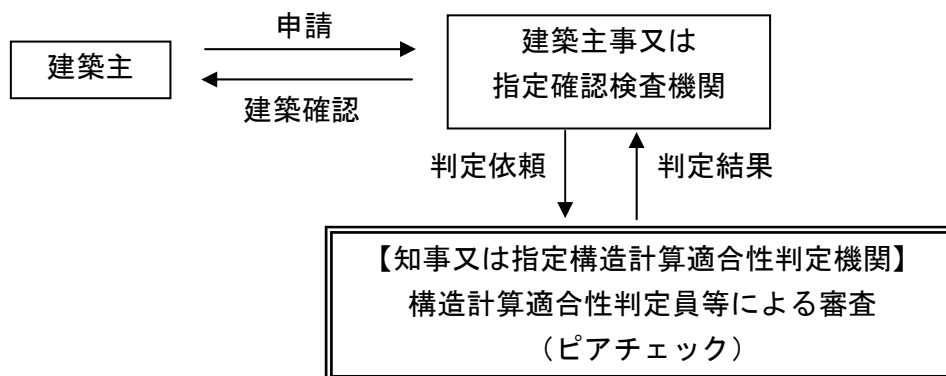 申請
建築主
建築確認
建築主事又は
指定確認検査機関
判定依頼
判定結果
【知事又は指定構造計算適合性判定機関】
構造計算適合性判定員等による審査
（ピアチェック）